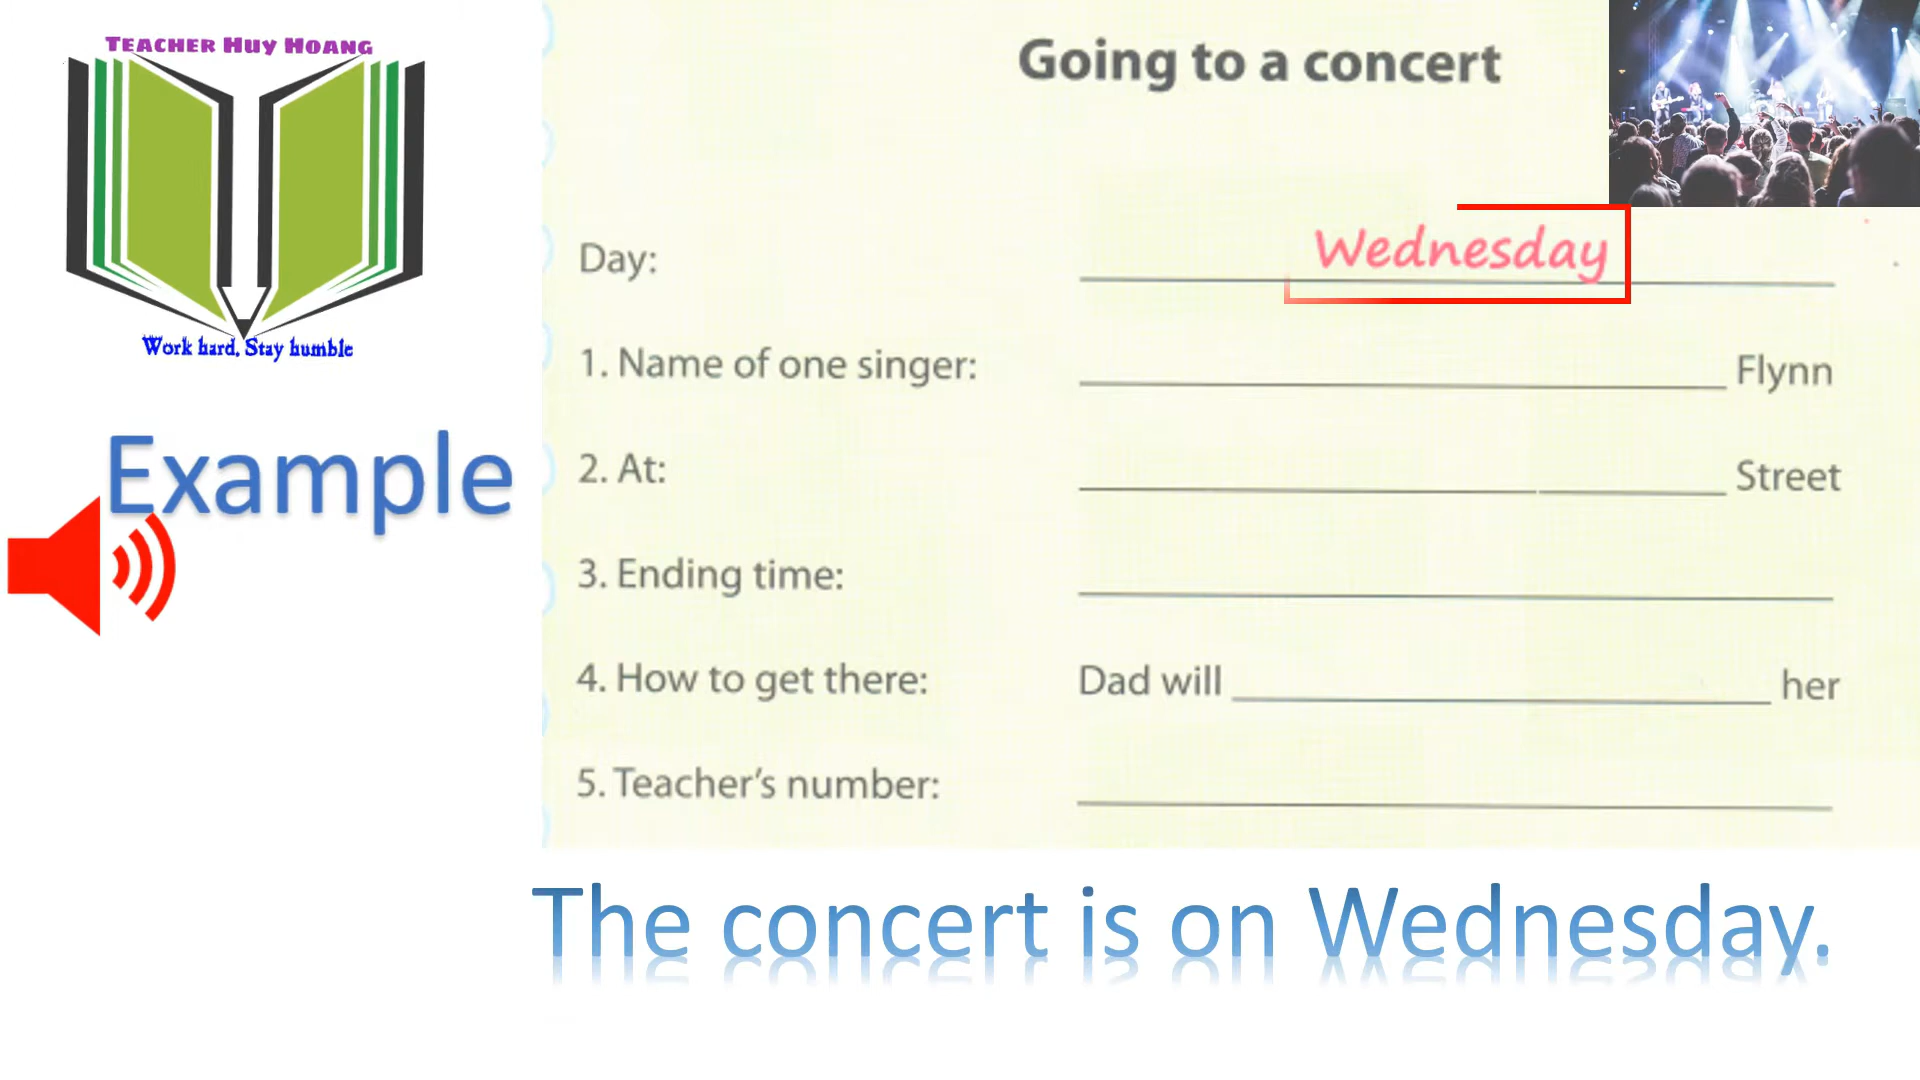 TEACHER HUY HOANG
Work hard, Stay humble
Example
Going to a concert
Day: Wednesday
1. Name of one singer: Flynn
2. At: Street
3. Ending time:
4. How to get there: Dad will her
5. Teacher's number:
The concert is on Wednesday.